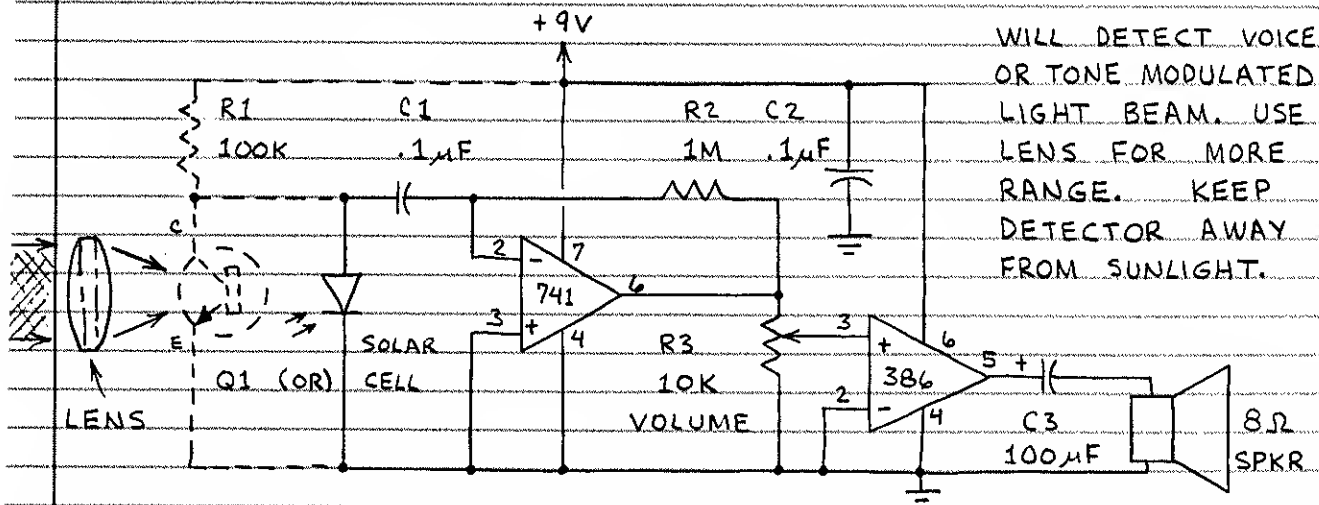 +9V
WILL DETECT VOICE
OR TONE MODULATED
LIGHT BEAM. USE
LENS FOR MORE
RANGE. KEEP
DETECTOR AWAY
FROM SUNLIGHT.
R1
100K
C1
.1µF
R2
1M
C2
.1µF
C
E
Q1 (OR)
SOLAR
CELL
LENS
2
-
3
+
741
7
4
6
R3
10K
VOLUME
3
+
2
-
386
6
5
4
+
C3
100µF
8Ω
SPKR